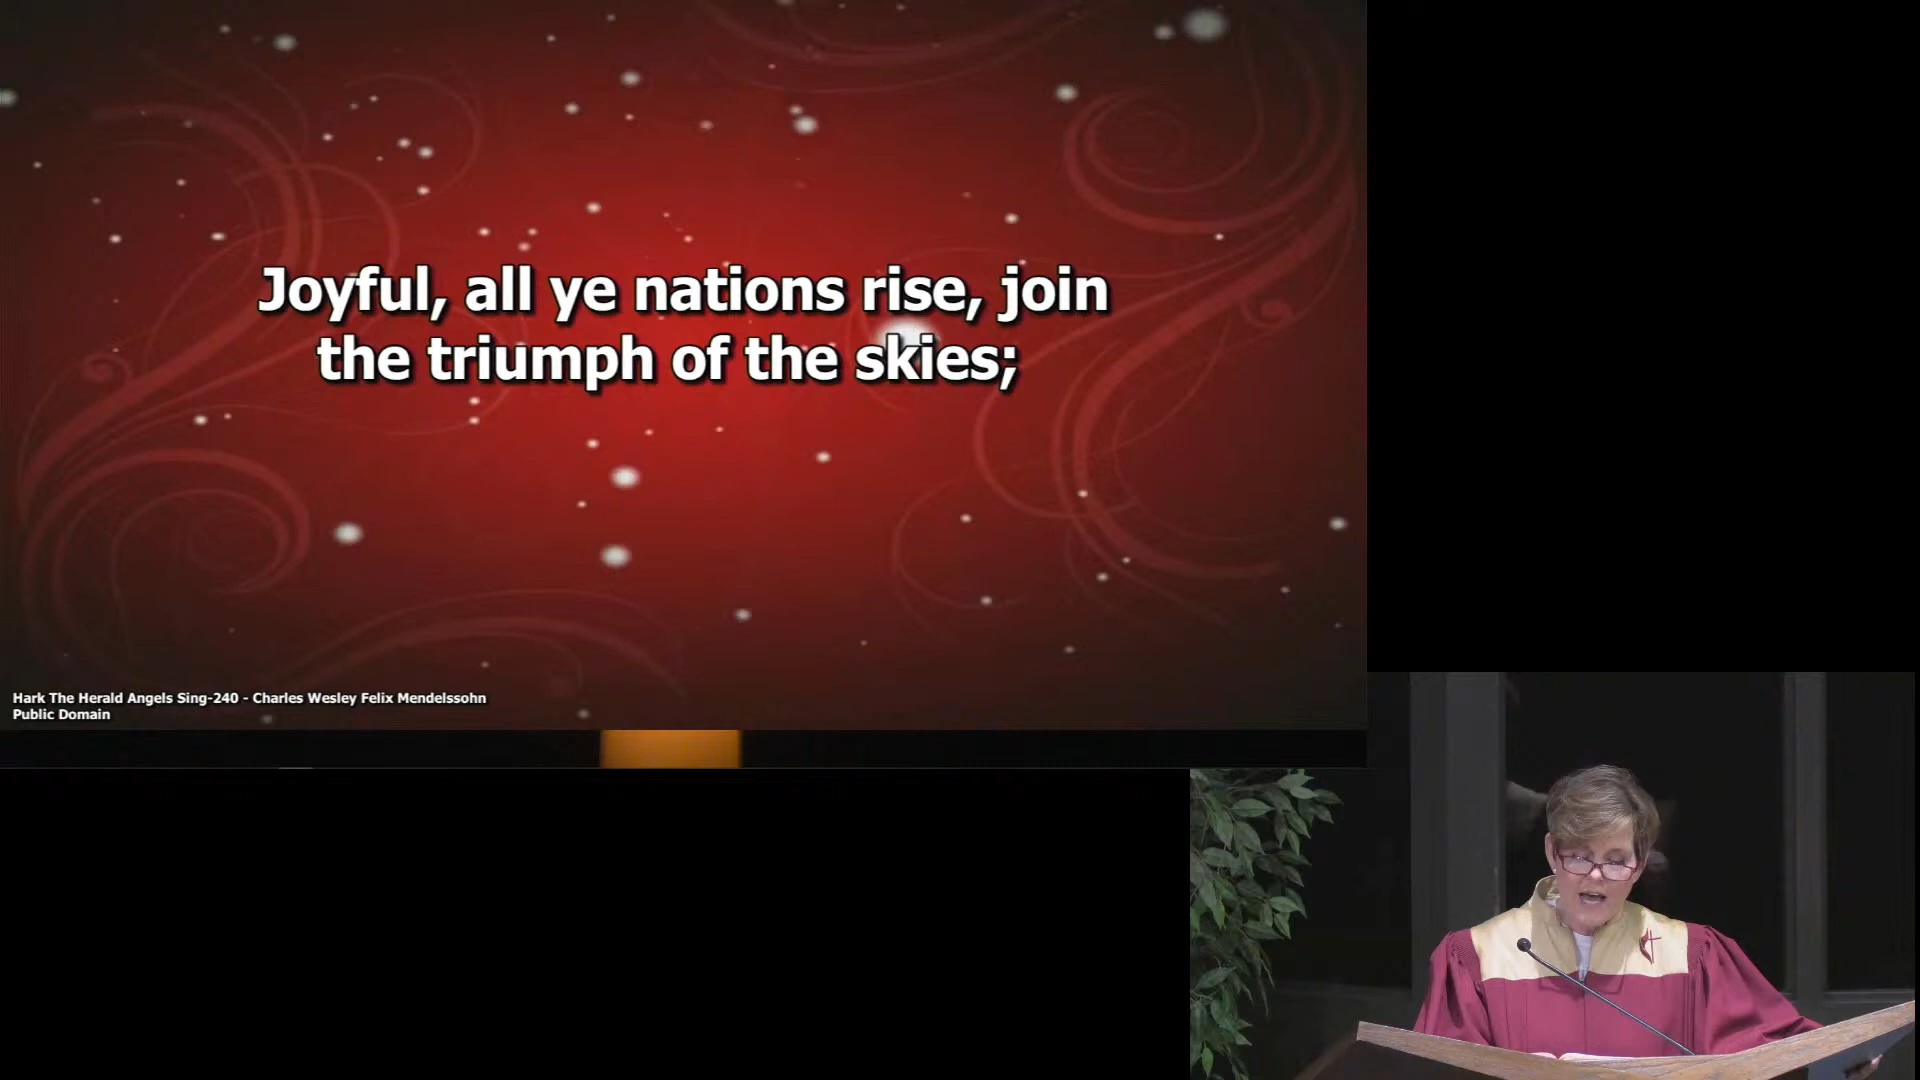 Joyful, all ye nations rise, join
the triumph of the skies;
Hark The Herald Angels Sing-240 - Charles Wesley Felix Mendelssohn
Public Domain